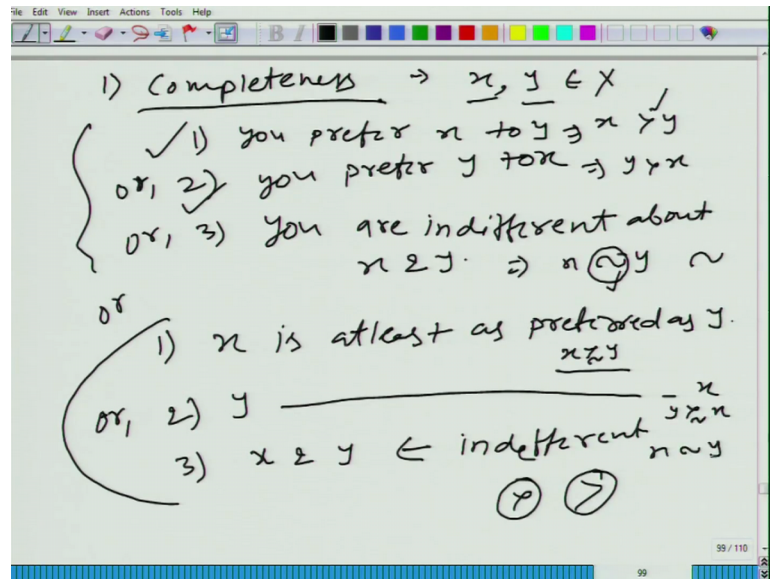 File Edit View Insert Actions Tools Help
1) Completeness → x, y ∈ X
1) you prefer x to y ⇒ x ≻ y
or, 2) you prefer y to x ⇒ y ≻ x
or, 3) you are indifferent about
x & y. ⇒ x ~ y ~
or
1) x is atleast as preferred as y.
x ≿ y
or, 2) y ——— x
y ≿ x
3) x & y ← indefferent x ~ y
≻ >
99 / 110
99